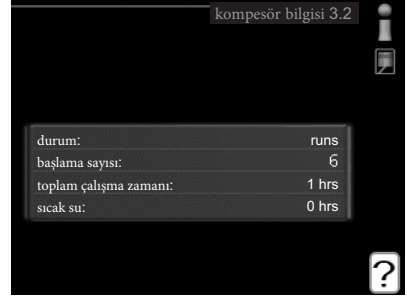 kompesör bilgisi 3.2
durum: runs
başlama sayısı: 6
toplam çalışma zamanı: 1 hrs
sıcak su: 0 hrs
?